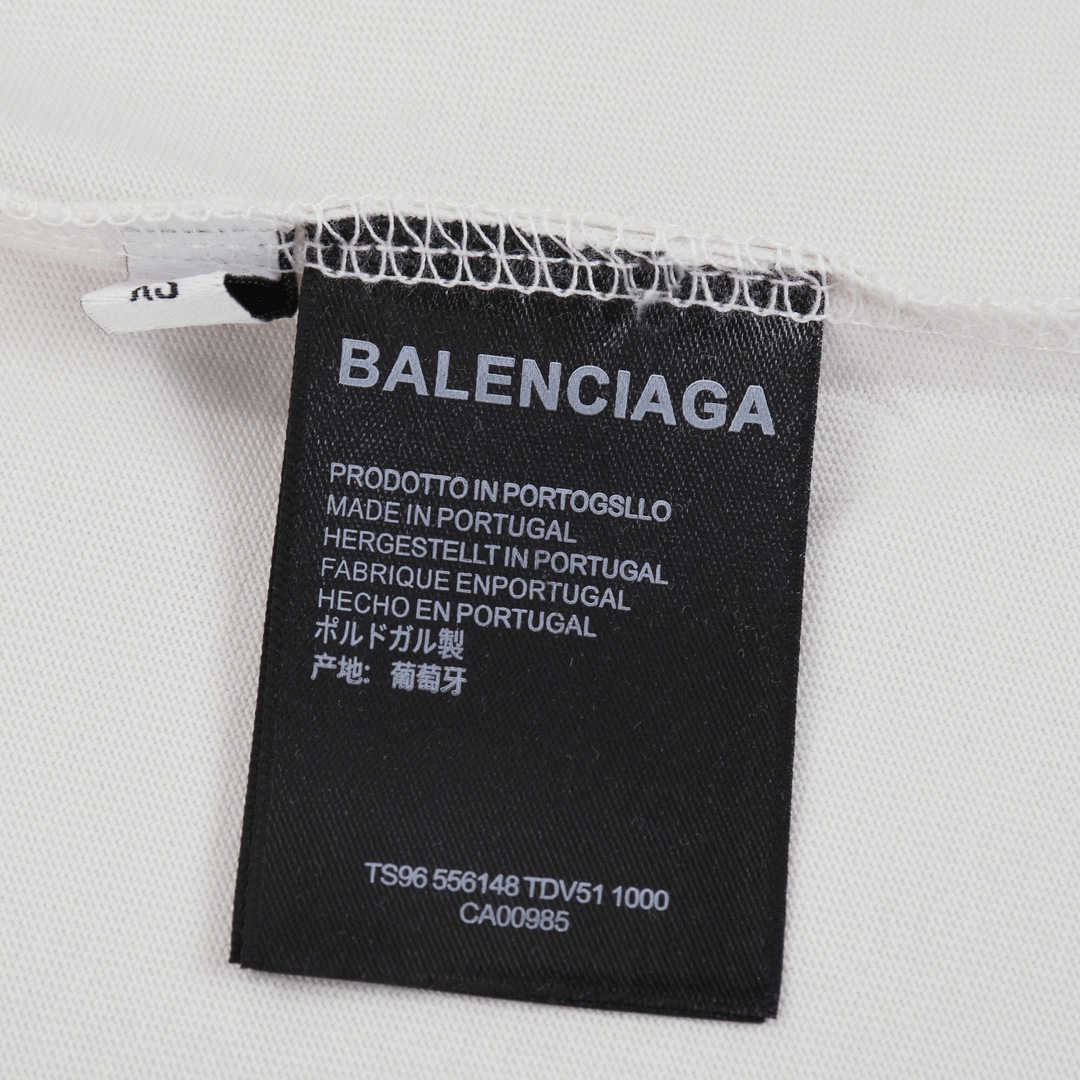 BALENCIAGA
PRODOTTO IN PORTOGSLLO
MADE IN PORTUGAL
HERGESTELLT IN PORTUGAL
FABRIQUE ENPORTUGAL
HECHO EN PORTUGAL
ポルドガル製
产地: 葡萄牙
TS96 556148 TDV51 1000
CA00985